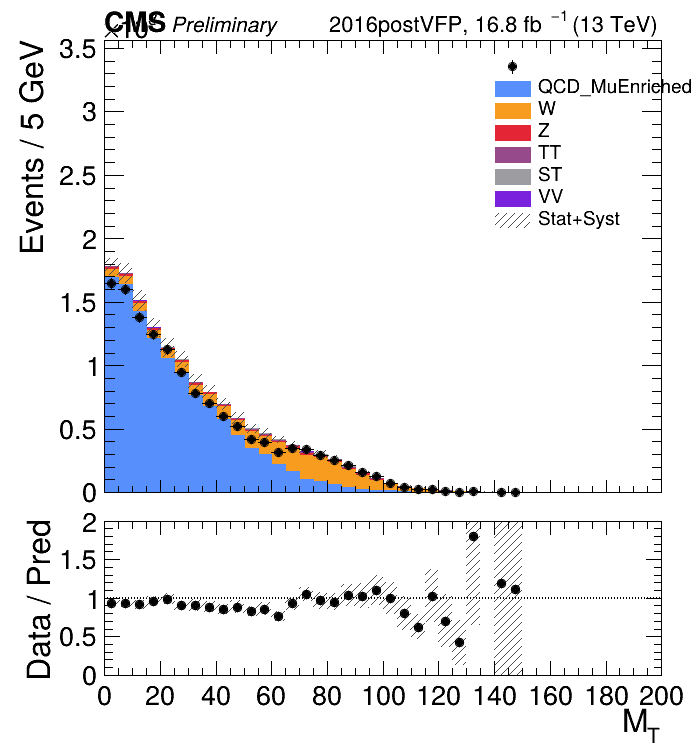 CMS Preliminary 2016postVFP, 16.8 fb⁻¹ (13 TeV)
Events / 5 GeV
3.5
3
2.5
2
1.5
1
0.5
0
QCD_MuEnriched
W
Z
TT
ST
VV
Stat+Syst
Data / Pred
2
1.5
1
0.5
0
0 20 40 60 80 100 120 140 160 180 200
M_T